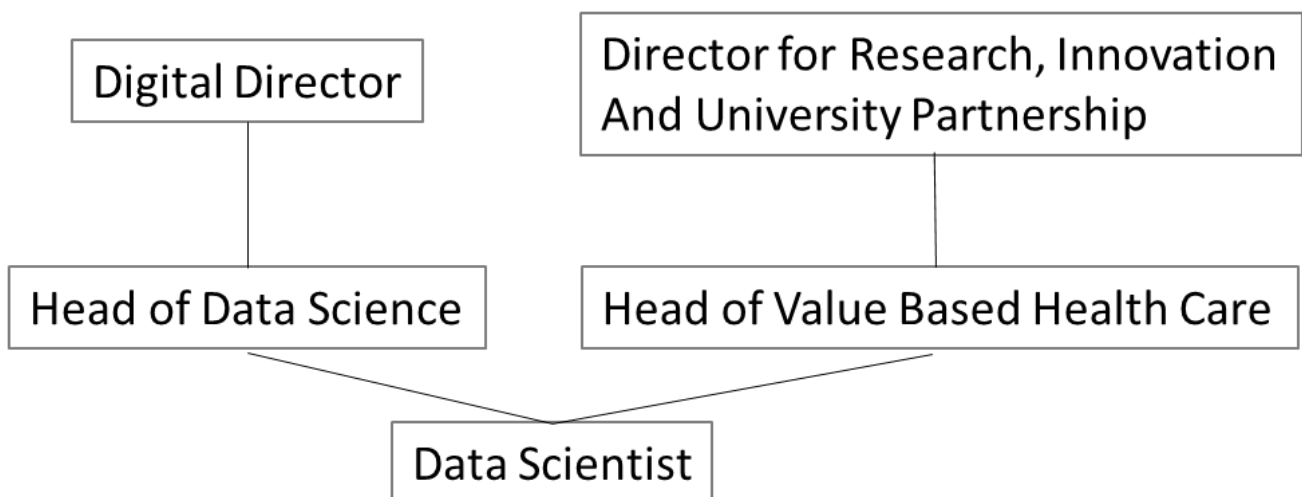 Digital Director
Director for Research, Innovation
And University Partnership
Head of Data Science
Head of Value Based Health Care
Data Scientist